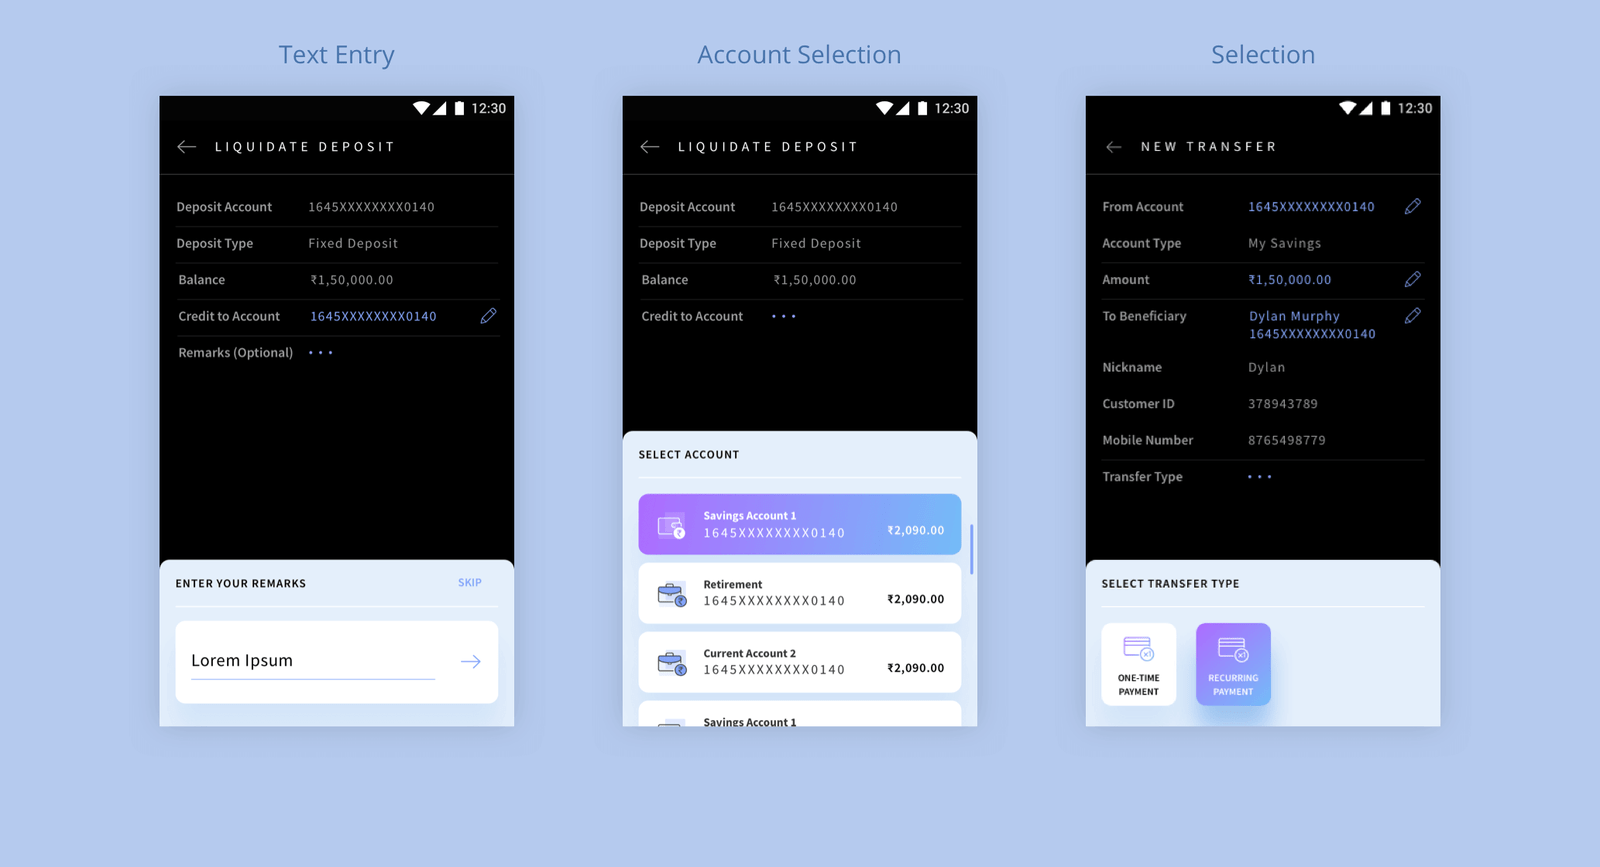 Text Entry
12:30
LIQUIDATE DEPOSIT
Deposit Account 1645XXXXXXXX0140
Deposit Type Fixed Deposit
Balance ₹1,50,000.00
Credit to Account 1645XXXXXXXX0140
Remarks (Optional) •••
ENTER YOUR REMARKS SKIP
Lorem Ipsum
Account Selection
12:30
LIQUIDATE DEPOSIT
Deposit Account 1645XXXXXXXX0140
Deposit Type Fixed Deposit
Balance ₹1,50,000.00
Credit to Account •••
SELECT ACCOUNT
Savings Account 1
1645XXXXXXXX0140 ₹2,090.00
Retirement
1645XXXXXXXX0140 ₹2,090.00
Current Account 2
1645XXXXXXXX0140 ₹2,090.00
Savings Account 1
Selection
12:30
NEW TRANSFER
From Account 1645XXXXXXXX0140
Account Type My Savings
Amount ₹1,50,000.00
To Beneficiary Dylan Murphy
1645XXXXXXXX0140
Nickname Dylan
Customer ID 378943789
Mobile Number 8765498779
Transfer Type •••
SELECT TRANSFER TYPE
ONE-TIME
PAYMENT
RECURRING
PAYMENT